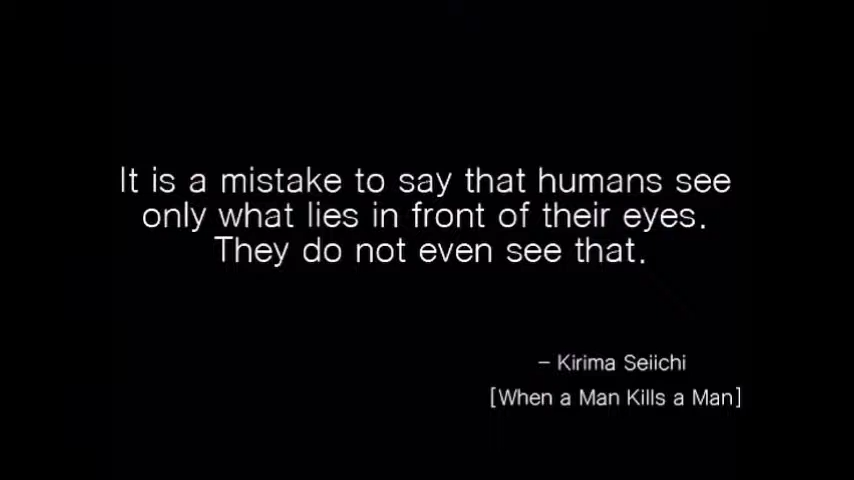 It is a mistake to say that humans see
only what lies in front of their eyes.
They do not even see that.
– Kirima Seiichi
[When a Man Kills a Man]